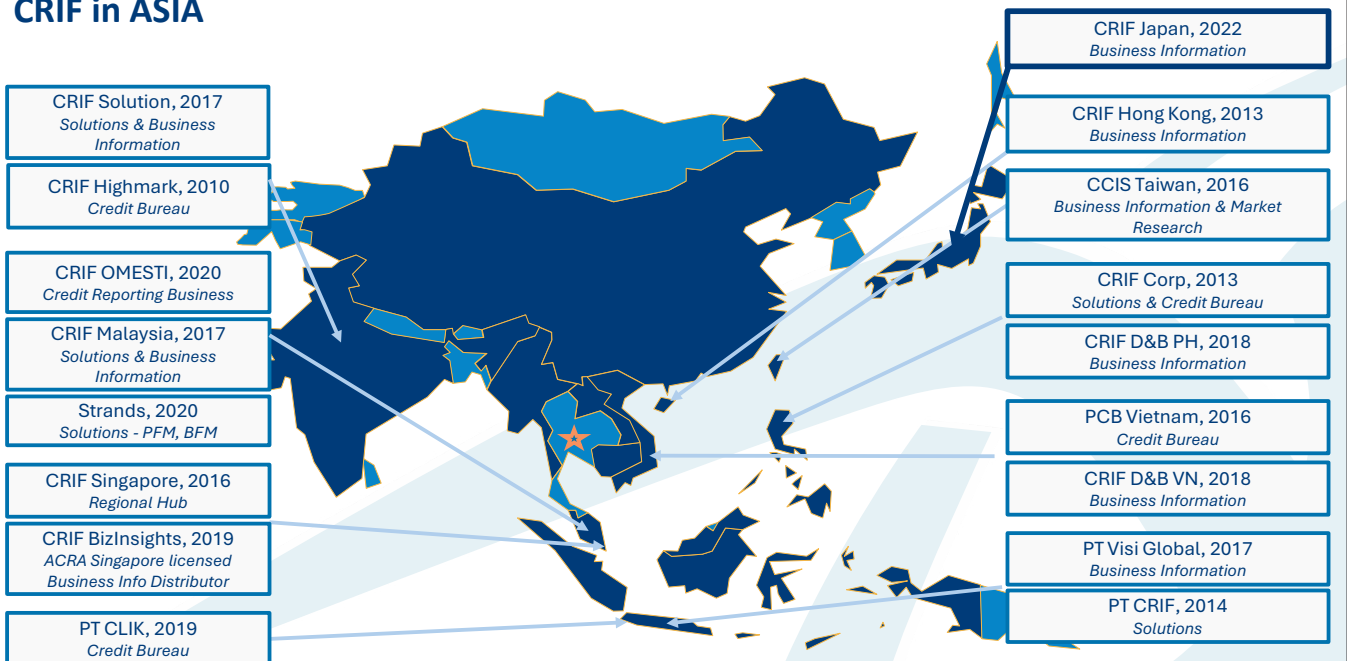 CRIF in ASIA
CRIF Solution, 2017
Solutions & Business
Information
CRIF Highmark, 2010
Credit Bureau
CRIF OMESTI, 2020
Credit Reporting Business
CRIF Malaysia, 2017
Solutions & Business
Information
Strands, 2020
Solutions - PFM, BFM
CRIF Singapore, 2016
Regional Hub
CRIF BizInsights, 2019
ACRA Singapore licensed
Business Info Distributor
PT CLIK, 2019
Credit Bureau
CRIF Japan, 2022
Business Information
CRIF Hong Kong, 2013
Business Information
CCIS Taiwan, 2016
Business Information & Market
Research
CRIF Corp, 2013
Solutions & Credit Bureau
CRIF D&B PH, 2018
Business Information
PCB Vietnam, 2016
Credit Bureau
CRIF D&B VN, 2018
Business Information
PT Visi Global, 2017
Business Information
PT CRIF, 2014
Solutions